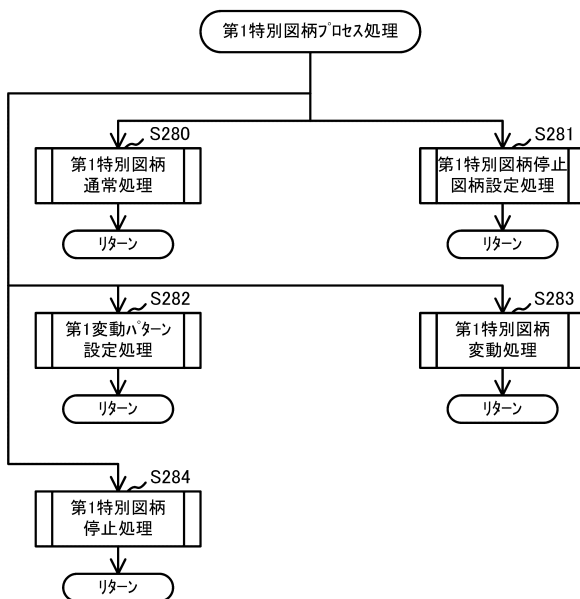 第1特別図柄プロセス処理
S280
第1特別図柄
通常処理
リターン
S281
第1特別図柄停止
図柄設定処理
リターン
S282
第1変動パターン
設定処理
リターン
S283
第1特別図柄
変動処理
リターン
S284
第1特別図柄
停止処理
リターン